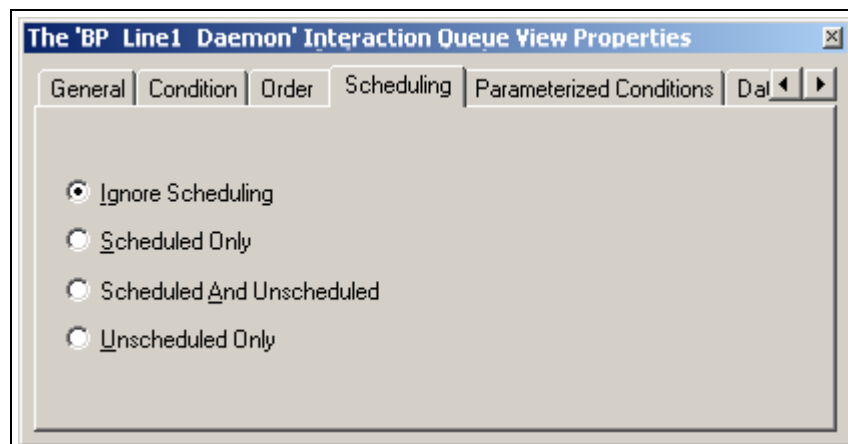 The 'BP Line1 Daemon' Interaction Queue View Properties
General Condition Order Scheduling Parameterized Conditions Dat
Ignore Scheduling
Scheduled Only
Scheduled And Unscheduled
Unscheduled Only